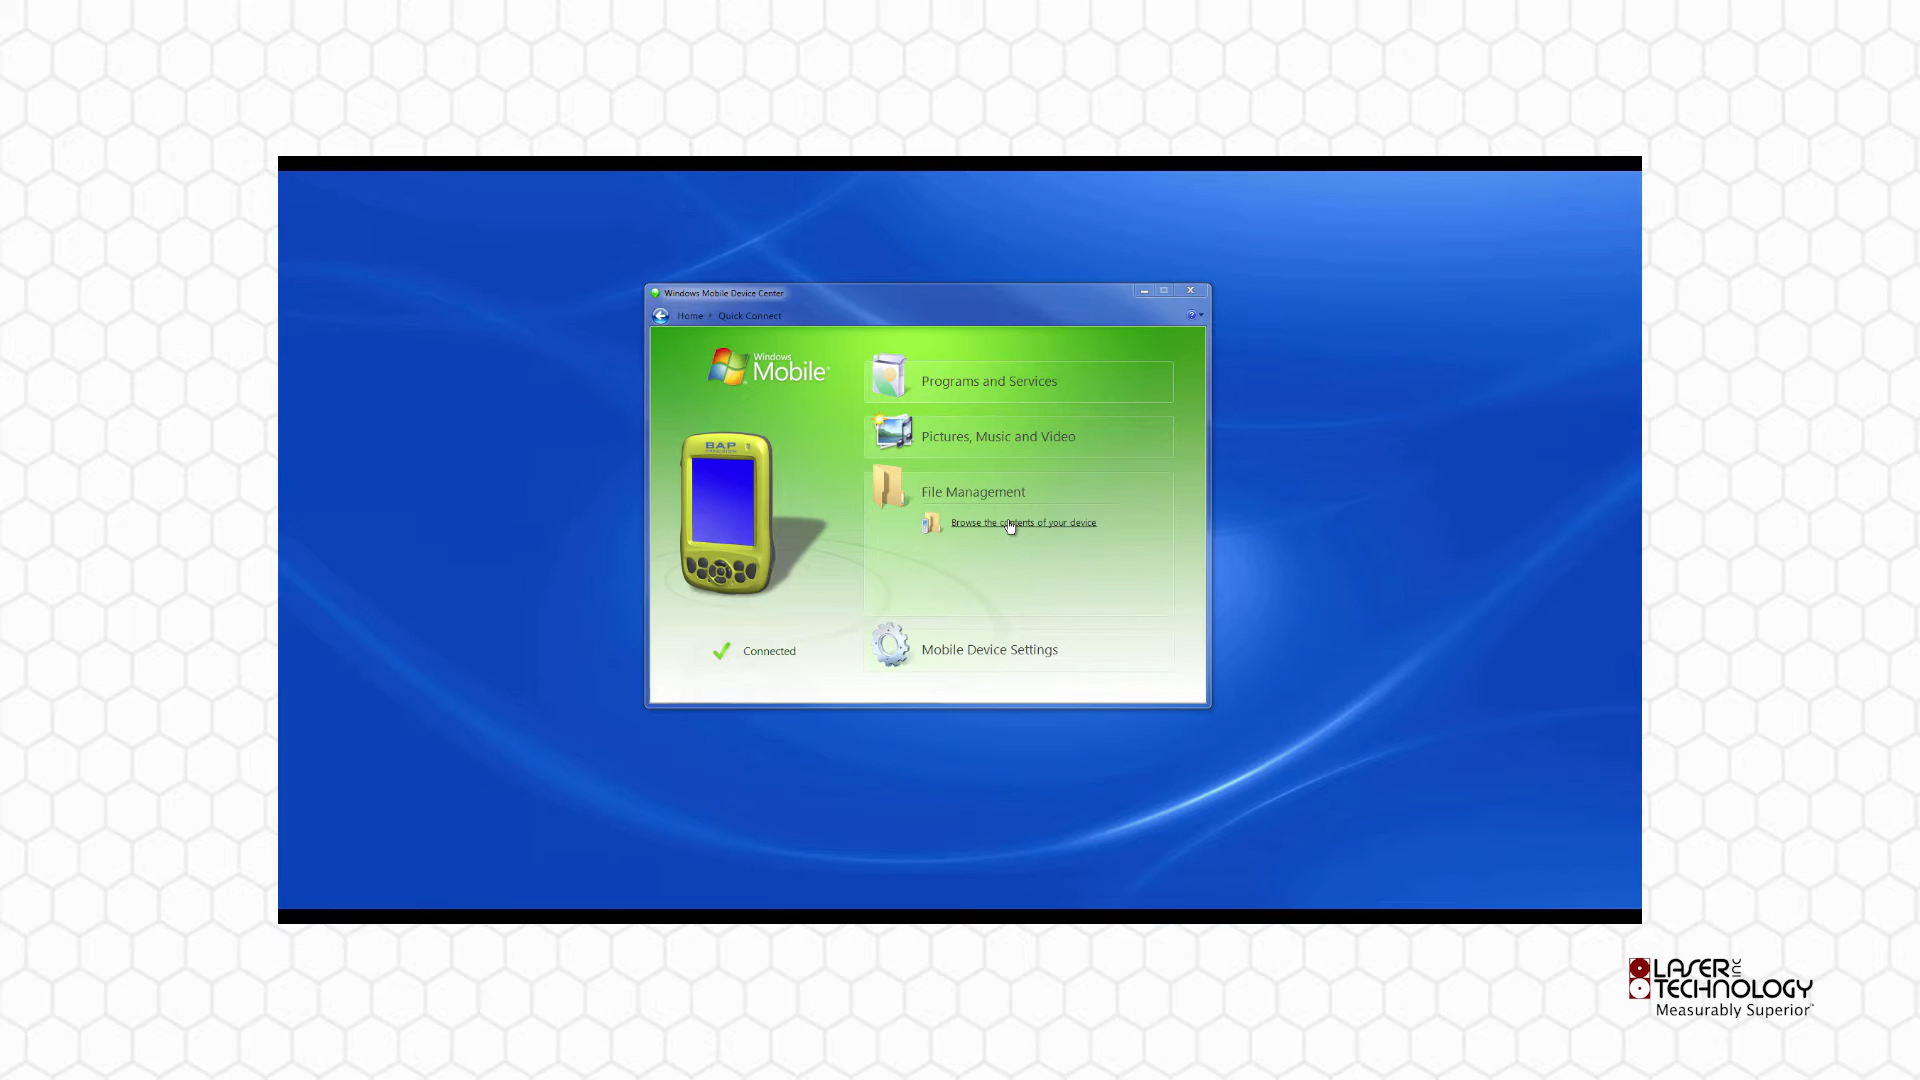 Windows Mobile Device Center
Home
Quick Connect
Windows
Mobile
Programs and Services
Pictures, Music and Video
BAP
File Management
Browse the contents of your device
Connected
Mobile Device Settings
LASER INC
TECHNOLOGY
Measurably Superior